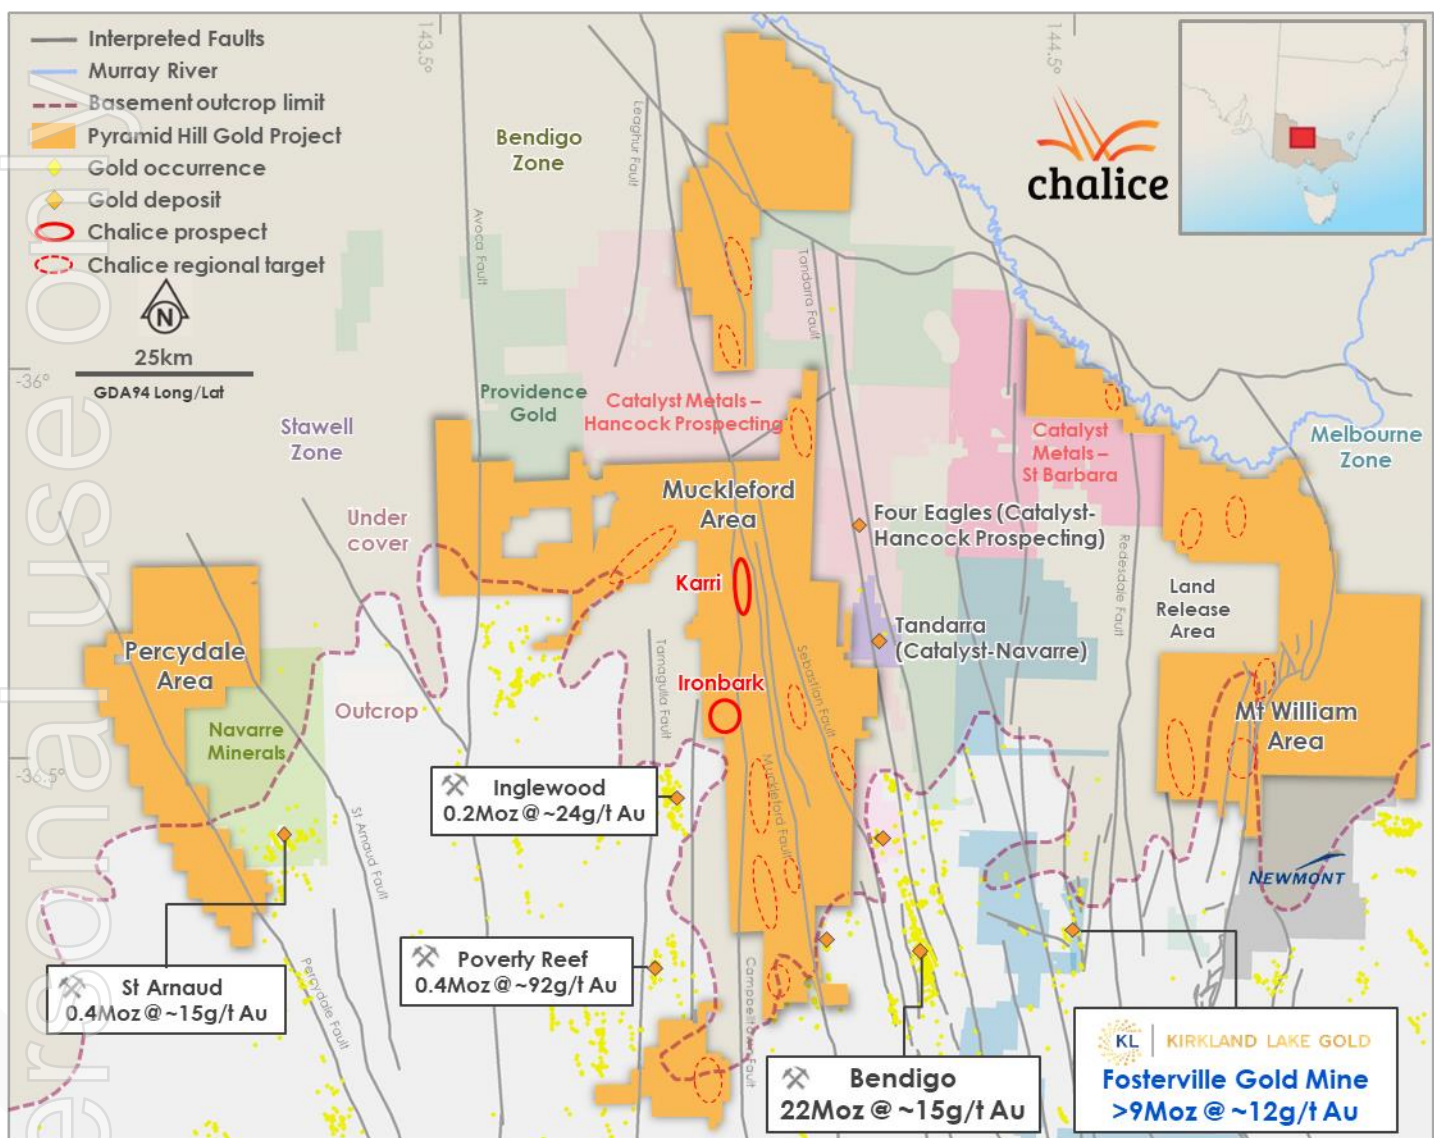 Interpreted Faults
Murray River
Basement outcrop limit
Pyramid Hill Gold Project
Gold occurrence
Gold deposit
Chalice prospect
Chalice regional target
N
25km
GDA94 Long/Lat
143.5°
144.5°
-36°
-36.5°
ersonal use only
chalice
Bendigo
Zone
Leaghur Fault
Avoca Fault
Tandarra Fault
Providence
Gold
Catalyst Metals –
Hancock Prospecting
Catalyst
Metals –
St Barbara
Melbourne
Zone
Stawell
Zone
Under
cover
Muckleford
Area
Four Eagles (Catalyst-
Hancock Prospecting)
Redesdale Fault
Land
Release
Area
Karri
Tandarra
(Catalyst-Navarre)
Percydale
Area
Tarnagulla Fault
Sebastian Fault
Ironbark
Outcrop
Navarre
Minerals
Mt William
Area
Inglewood
0.2Moz @ ~24g/t Au
Muckleford Fault
St Arnaud Fault
NEWMONT
Poverty Reef
0.4Moz @ ~92g/t Au
St Arnaud
0.4Moz @ ~15g/t Au
Percydale Fault
Campbelltown Fault
Bendigo
22Moz @ ~15g/t Au
KL KIRKLAND LAKE GOLD
Fosterville Gold Mine
>9Moz @ ~12g/t Au